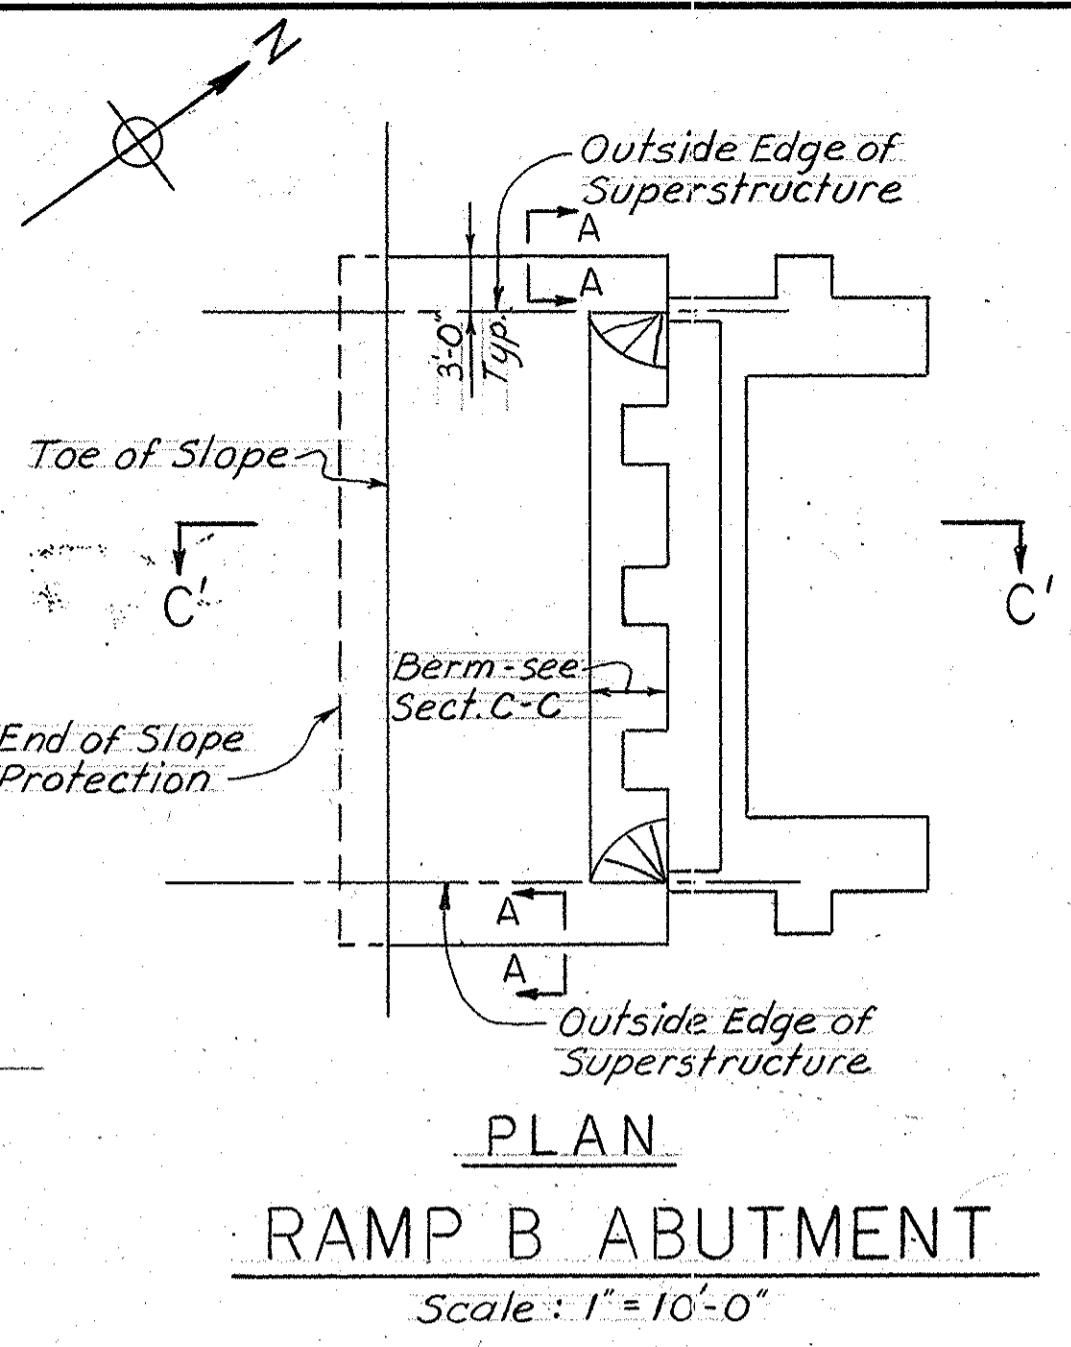 N
Outside Edge of
Superstructure
A
A
3'-0"
Typ.
Toe of Slope
C'
C'
Berm-see
Sect. C-C
End of Slope
Protection
A
A
Outside Edge of
Superstructure
PLAN
RAMP B ABUTMENT
Scale : 1" = 10'-0"